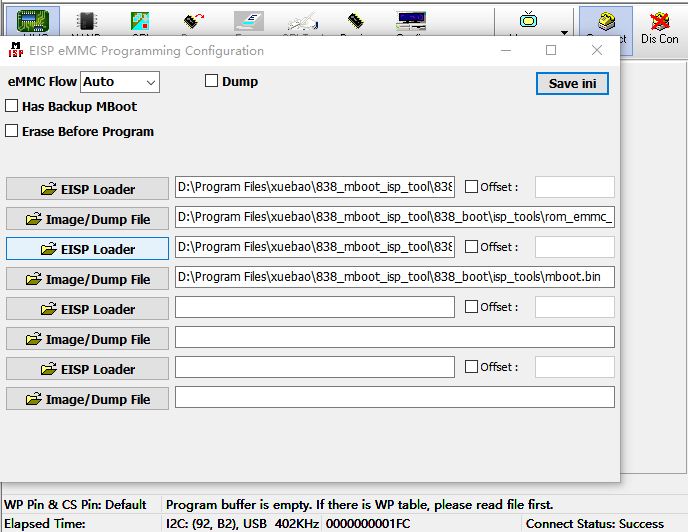 Dis Con
M
ISP EISP eMMC Programming Configuration
eMMC Flow Auto Dump Save ini
Has Backup MBoot
Erase Before Program
EISP Loader D:\Program Files\xuebao\838_mboot_isp_tool\838 Offset :
Image/Dump File D:\Program Files\xuebao\838_mboot_isp_tool\838_boot\isp_tools\rom_emmc_
EISP Loader D:\Program Files\xuebao\838_mboot_isp_tool\838 Offset :
Image/Dump File D:\Program Files\xuebao\838_mboot_isp_tool\838_boot\isp_tools\mboot.bin
EISP Loader Offset :
Image/Dump File
EISP Loader Offset :
Image/Dump File
WP Pin & CS Pin: Default Program buffer is empty. If there is WP table, please read file first.
Elapsed Time: I2C: (92, B2), USB 402KHz 0000000001FC Connect Status: Success